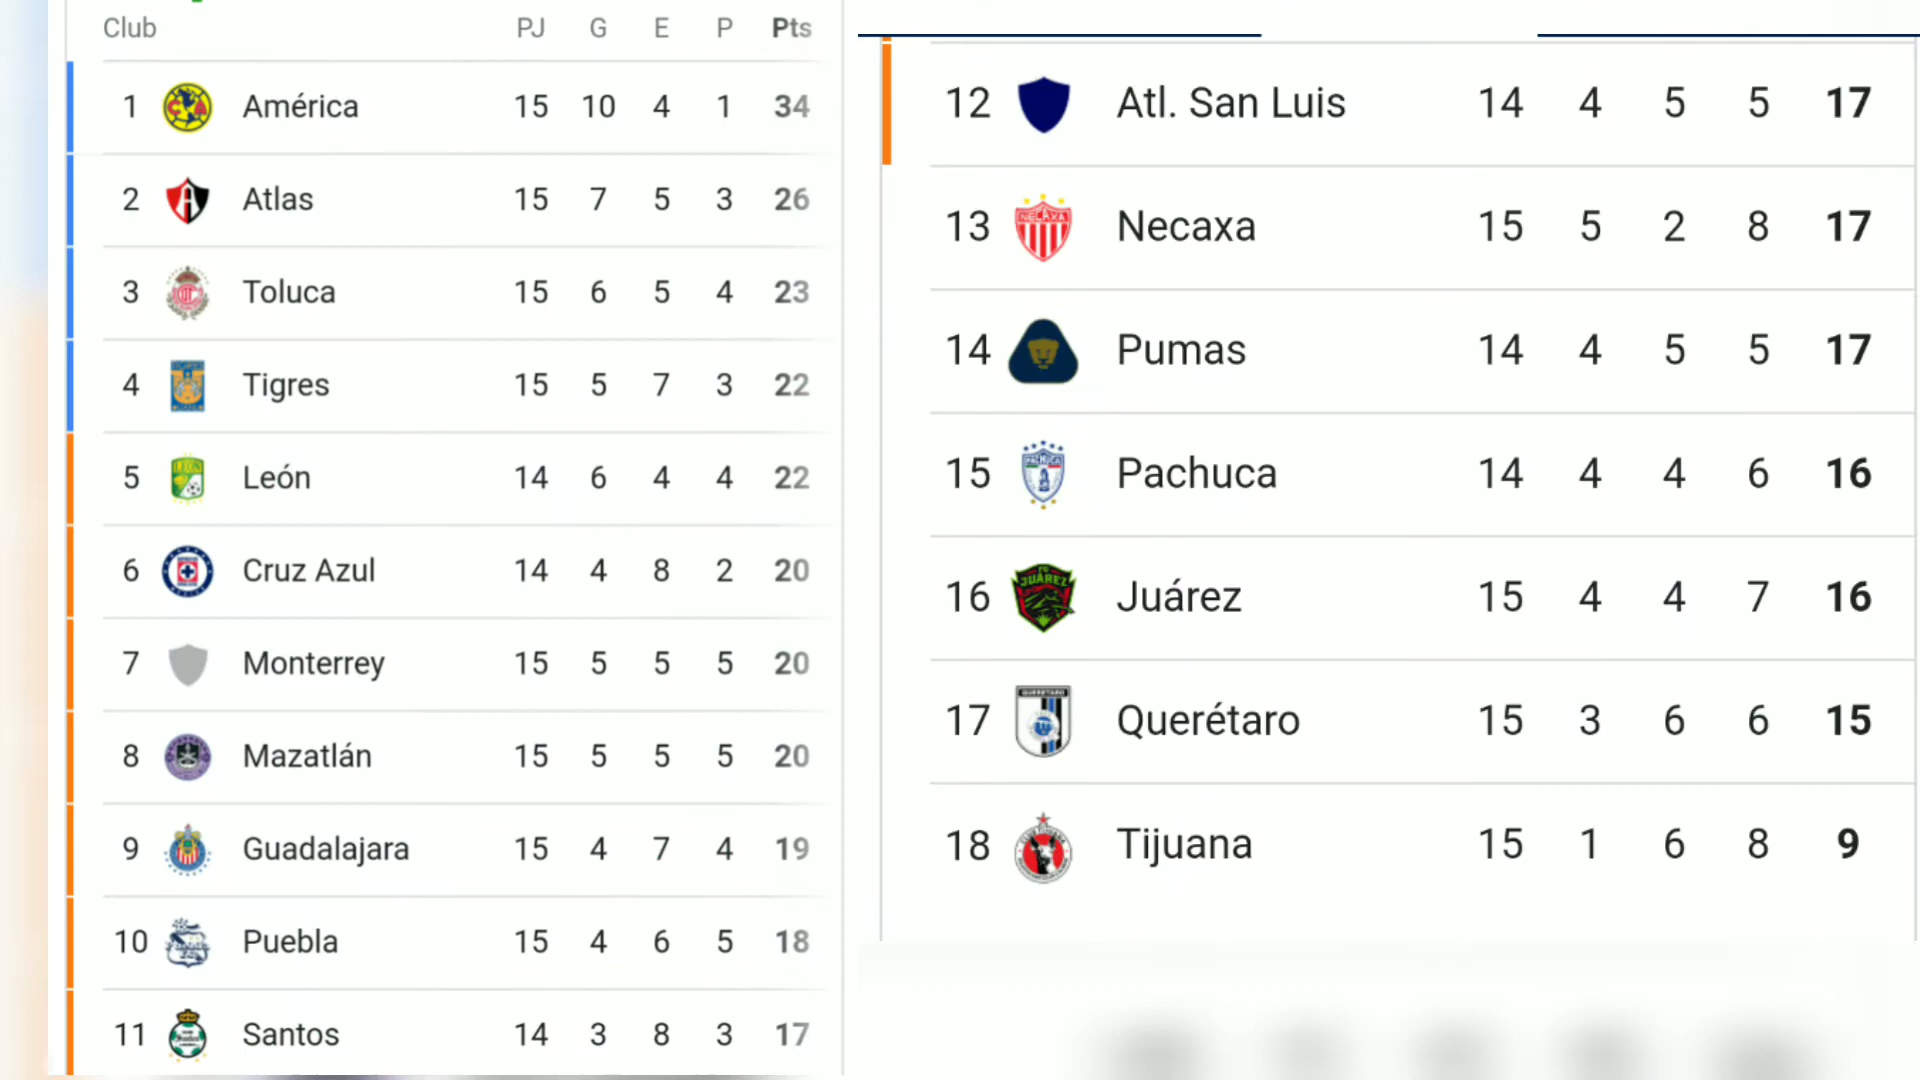 Club PJ G E P Pts
1 América 15 10 4 1 34
2 Atlas 15 7 5 3 26
3 Toluca 15 6 5 4 23
4 Tigres 15 5 7 3 22
5 León 14 6 4 4 22
6 Cruz Azul 14 4 8 2 20
7 Monterrey 15 5 5 5 20
8 Mazatlán 15 5 5 5 20
9 Guadalajara 15 4 7 4 19
10 Puebla 15 4 6 5 18
11 Santos 14 3 8 3 17
12 Atl. San Luis 14 4 5 5 17
NECAXA
13 Necaxa 15 5 2 8 17
14 Pumas 14 4 5 5 17
PACHUCA
15 Pachuca 14 4 4 6 16
JUÁREZ
16 Juárez 15 4 4 7 16
QUERETARO
17 Querétaro 15 3 6 6 15
18 Tijuana 15 1 6 8 9